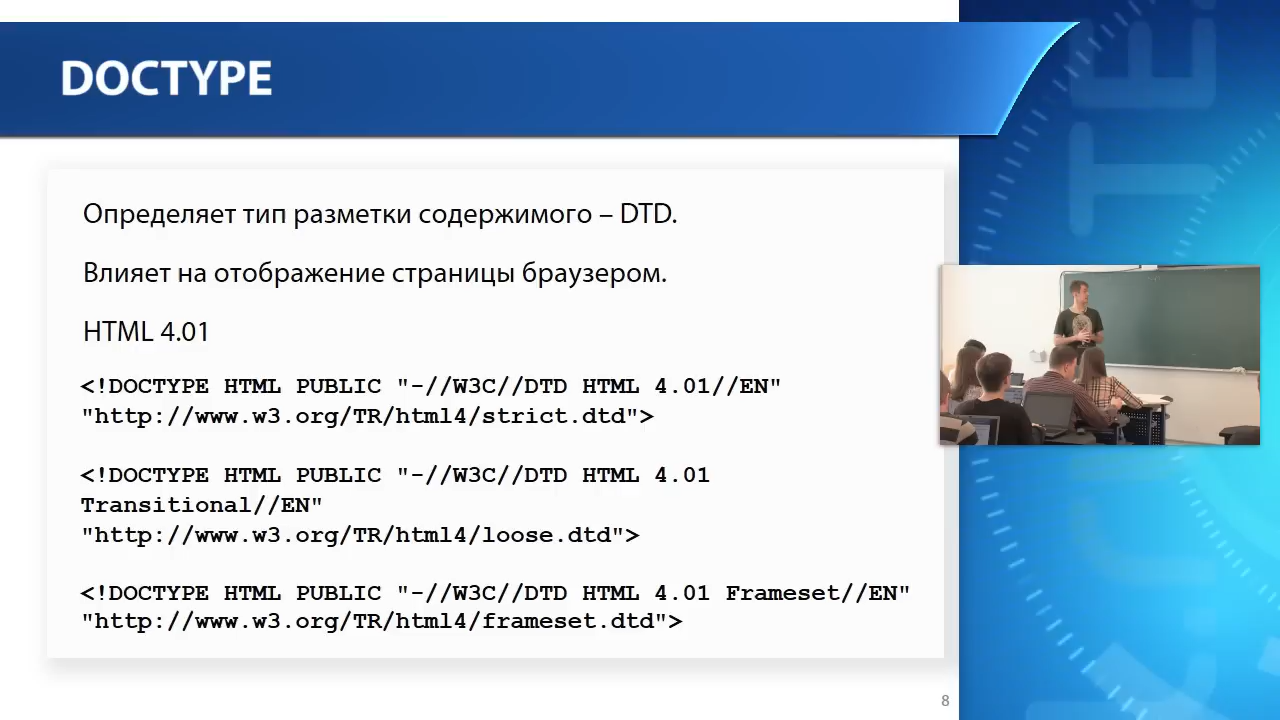 DOCTYPE
Определяет тип разметки содержимого – DTD.
Влияет на отображение страницы браузером.
HTML 4.01
<!DOCTYPE HTML PUBLIC "-//W3C//DTD HTML 4.01//EN"
"http://www.w3.org/TR/html4/strict.dtd">
<!DOCTYPE HTML PUBLIC "-//W3C//DTD HTML 4.01
Transitional//EN"
"http://www.w3.org/TR/html4/loose.dtd">
<!DOCTYPE HTML PUBLIC "-//W3C//DTD HTML 4.01 Frameset//EN"
"http://www.w3.org/TR/html4/frameset.dtd">
8